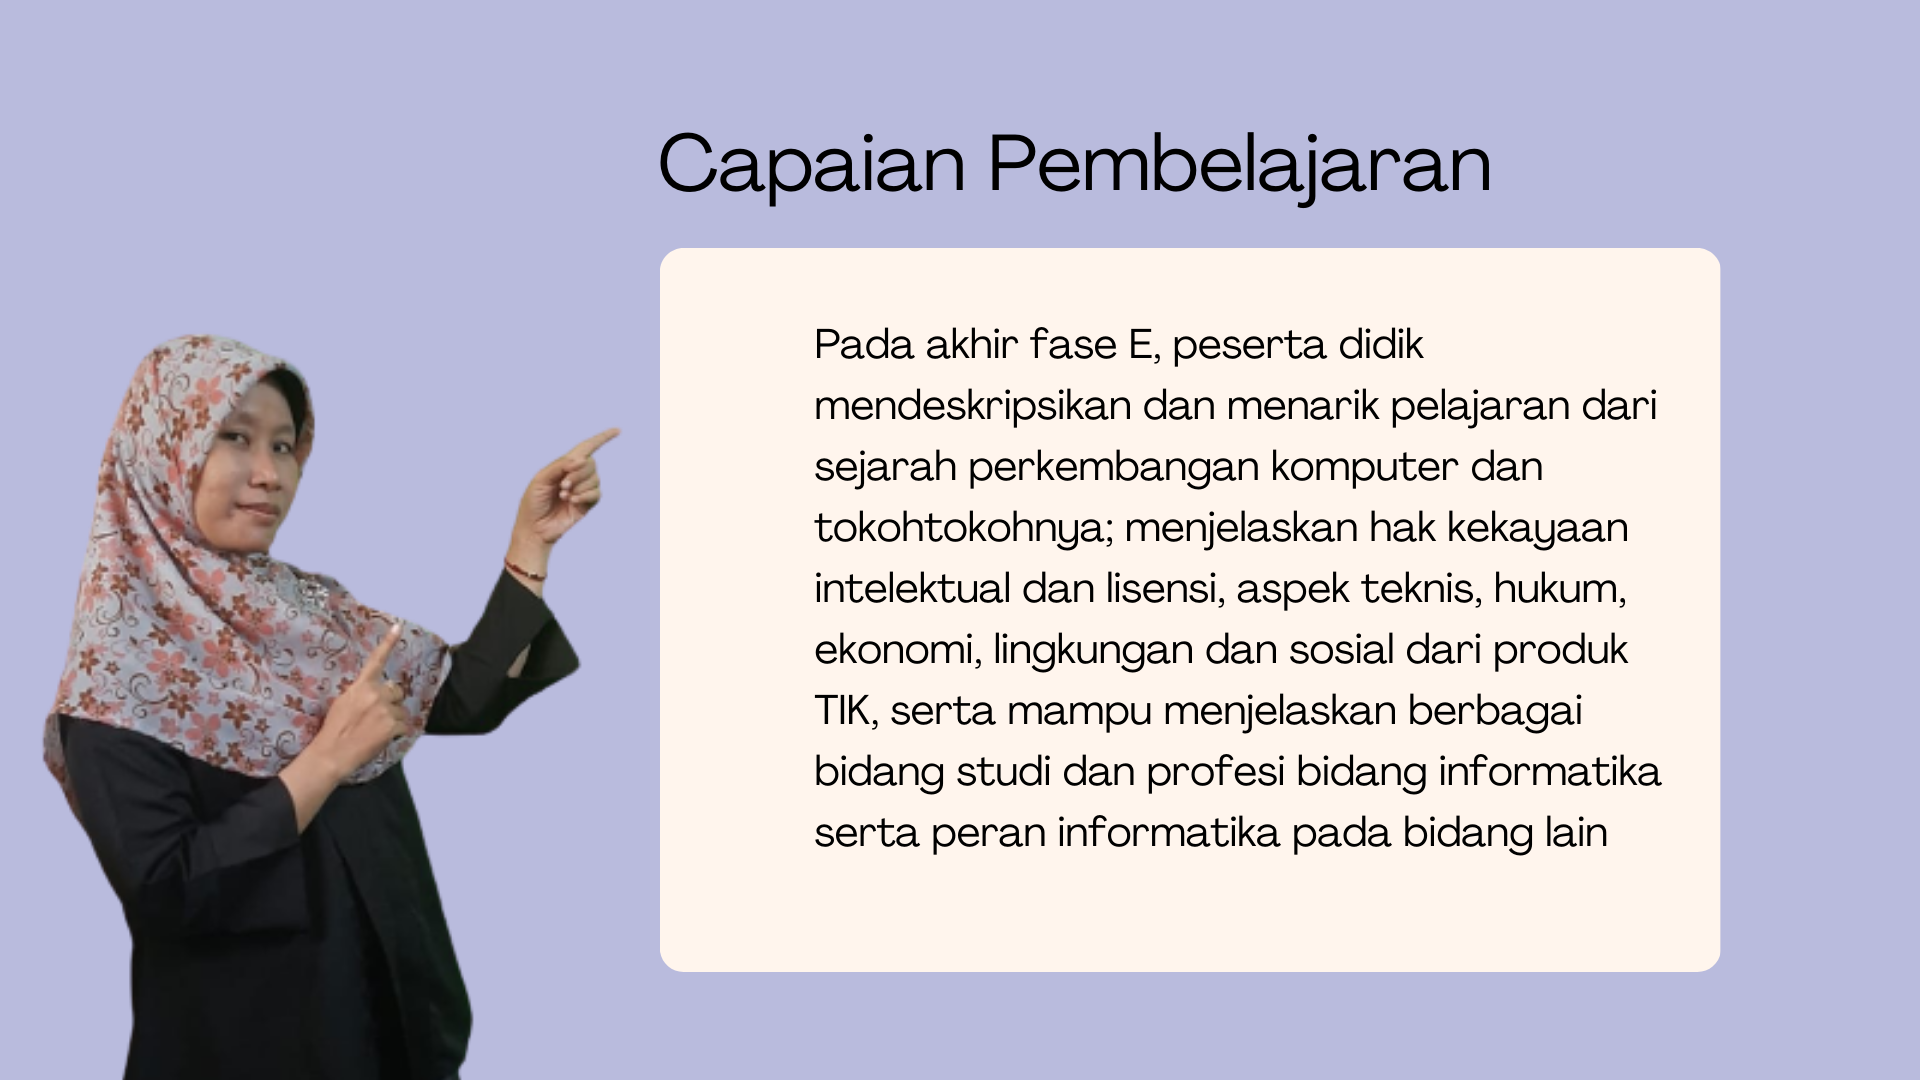 Capaian Pembelajaran
Pada akhir fase E, peserta didik
mendeskripsikan dan menarik pelajaran dari
sejarah perkembangan komputer dan
tokohtokohnya; menjelaskan hak kekayaan
intelektual dan lisensi, aspek teknis, hukum,
ekonomi, lingkungan dan sosial dari produk
TIK, serta mampu menjelaskan berbagai
bidang studi dan profesi bidang informatika
serta peran informatika pada bidang lain